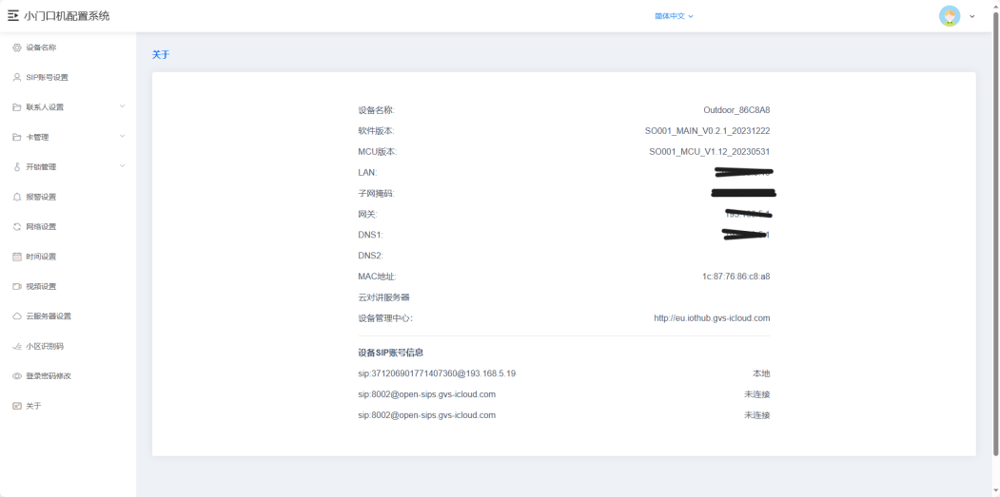 小门口机配置系统
简体中文
设备名称
SIP账号设置
联系人设置
卡管理
开锁管理
报警设置
网络设置
时间设置
视频设置
云服务器设置
小区识别码
登录密码修改
关于
关于
设备名称: Outdoor_86C8A8
软件版本: SO001_MAIN_V0.2.1_20231222
MCU版本: SO001_MCU_V1.12_20230531
LAN:
子网掩码:
网关:
DNS1:
DNS2:
MAC地址: 1c:87:76:86:c8:a8
云对讲服务器
设备管理中心: http://eu.iothub.gvs-icloud.com
设备SIP账号信息
sip:371206901771407360@193.168.5.19 本地
sip:8002@open-sips.gvs-icloud.com 未连接
sip:8002@open-sips.gvs-icloud.com 未连接